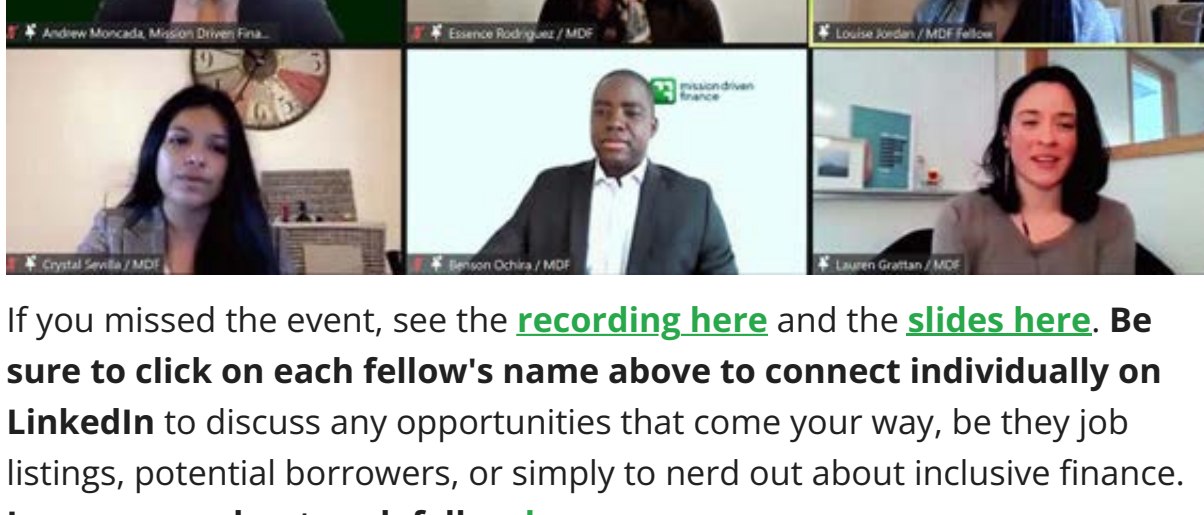 Andrew Moncada, Mission Driven Fina...
Essence Rodriguez / MDF
Louise Jordan / MDF Fellow
mission driven
finance
Crystal Sevilla / MDF
Benson Ochira / MDF
Lauren Grattan / MDF
If you missed the event, see the recording here and the slides here. Be
sure to click on each fellow's name above to connect individually on
LinkedIn to discuss any opportunities that come your way, be they job
listings, potential borrowers, or simply to nerd out about inclusive finance.